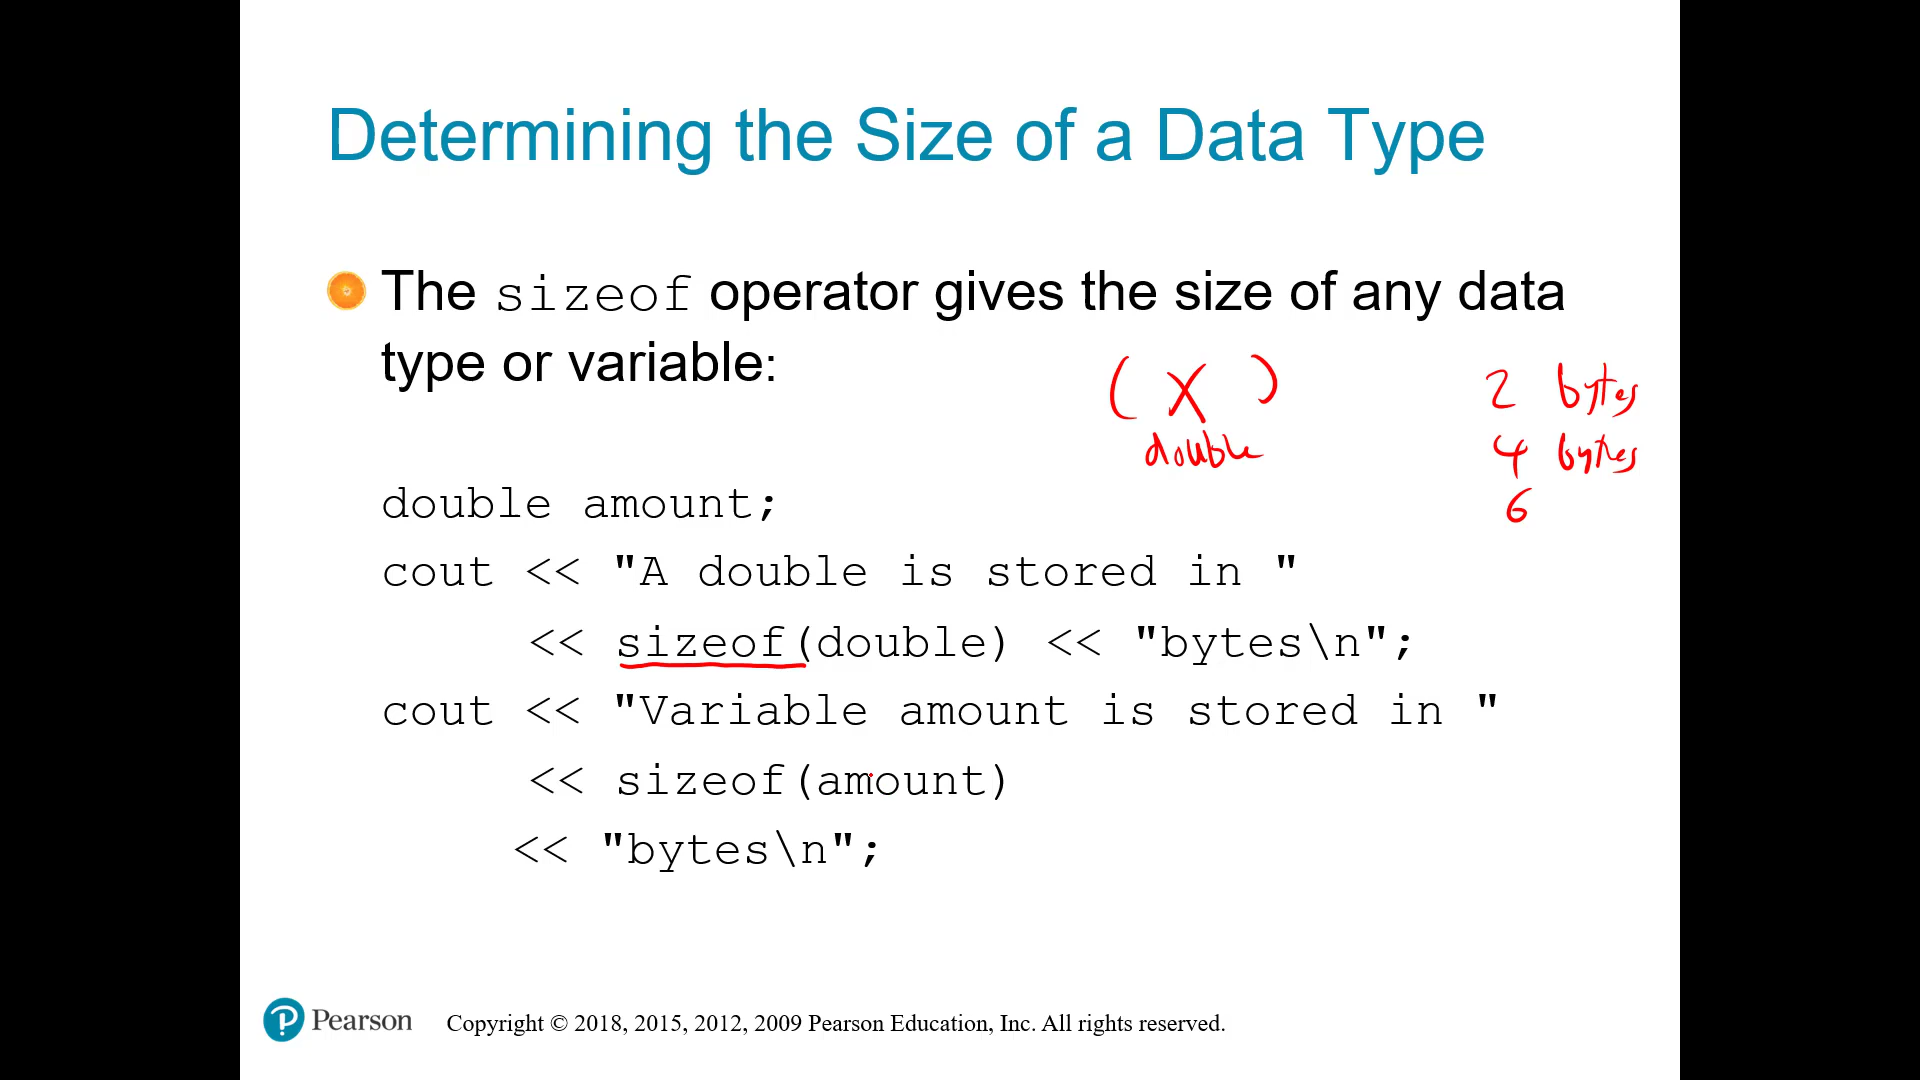 Determining the Size of a Data Type
The sizeof operator gives the size of any data
type or variable:
( X )
double
2 bytes
4 bytes
6
double amount;
cout << "A double is stored in "
<< sizeof(double) << "bytes\n";
cout << "Variable amount is stored in "
<< sizeof(amount)
<< "bytes\n";
Pearson
Copyright © 2018, 2015, 2012, 2009 Pearson Education, Inc. All rights reserved.